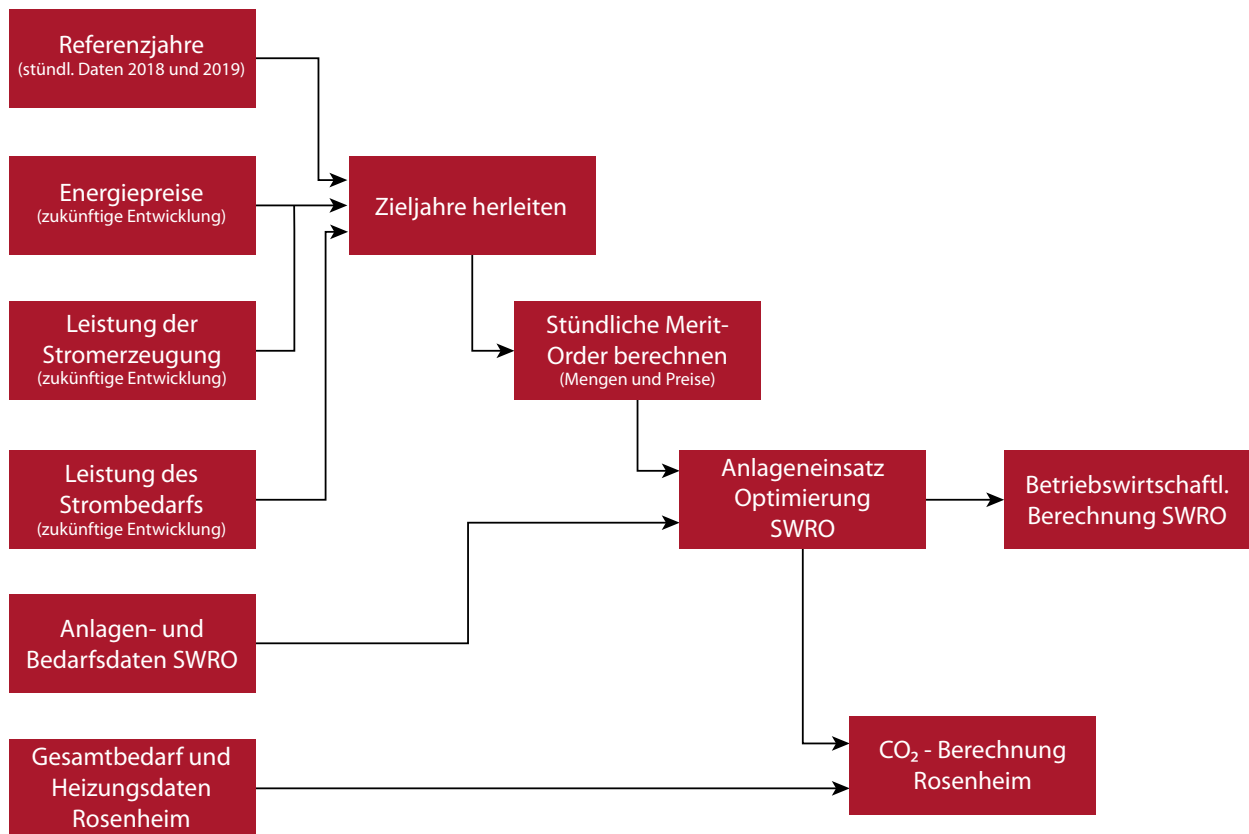 Referenzjahre
(stündl. Daten 2018 und 2019)
Energiepreise
(zukünftige Entwicklung)
Zieljahre herleiten
Leistung der
Stromerzeugung
(zukünftige Entwicklung)
Stündliche Merit-
Order berechnen
(Mengen und Preise)
Leistung des
Strombedarfs
(zukünftige Entwicklung)
Anlageneinsatz
Optimierung
SWRO
Betriebswirtschaftl.
Berechnung SWRO
Anlagen- und
Bedarfsdaten SWRO
Gesamtbedarf und
Heizungsdaten
Rosenheim
CO₂ - Berechnung
Rosenheim